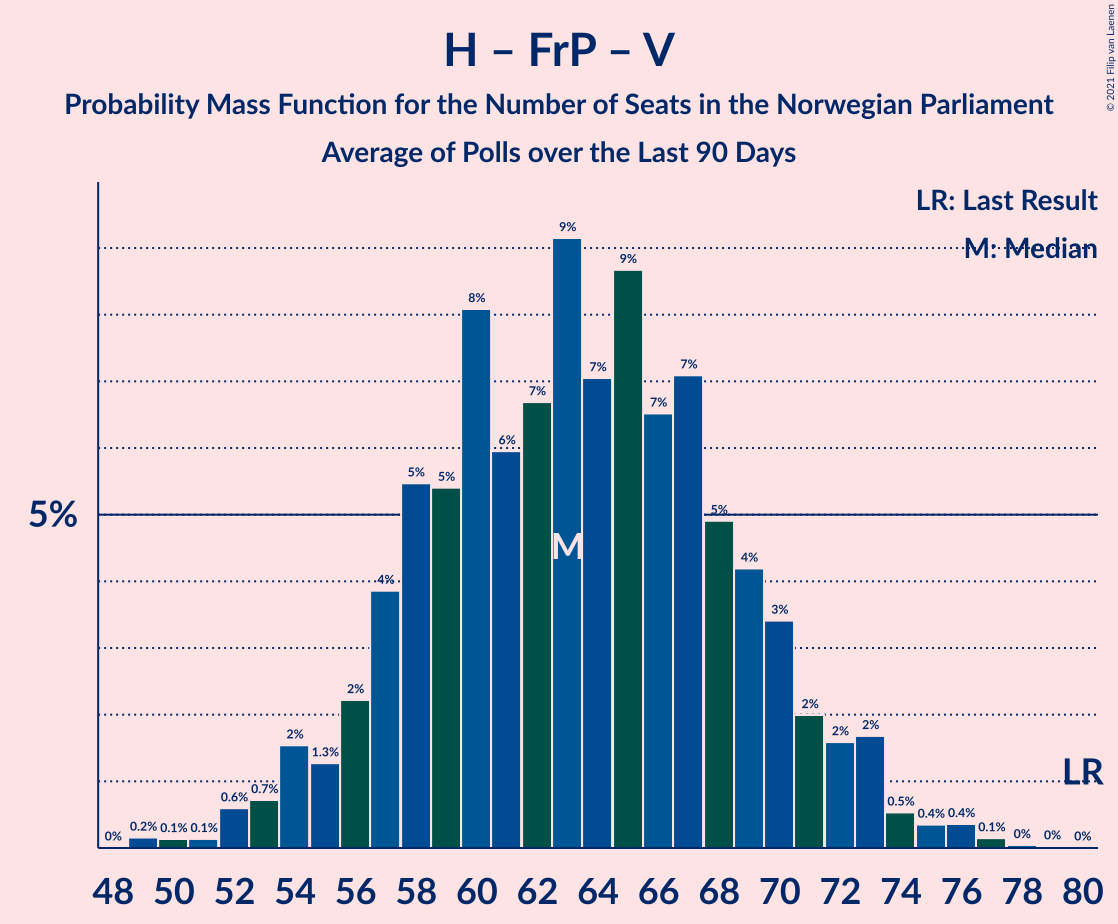 H – FrP – V
Probability Mass Function for the Number of Seats in the Norwegian Parliament
Average of Polls over the Last 90 Days
© 2021 Filip van Laenen
LR: Last Result
M: Median
5%
0% 0.2% 0.1% 0.1% 0.6% 0.7% 2% 1.3% 2% 4% 5% 5% 8% 6% 7% 9% 7% 9% 7% 7% 5% 4% 3% 2% 2% 2% 0.5% 0.4% 0.4% 0.1% 0% 0% 0%
M
LR
48 50 52 54 56 58 60 62 64 66 68 70 72 74 76 78 80